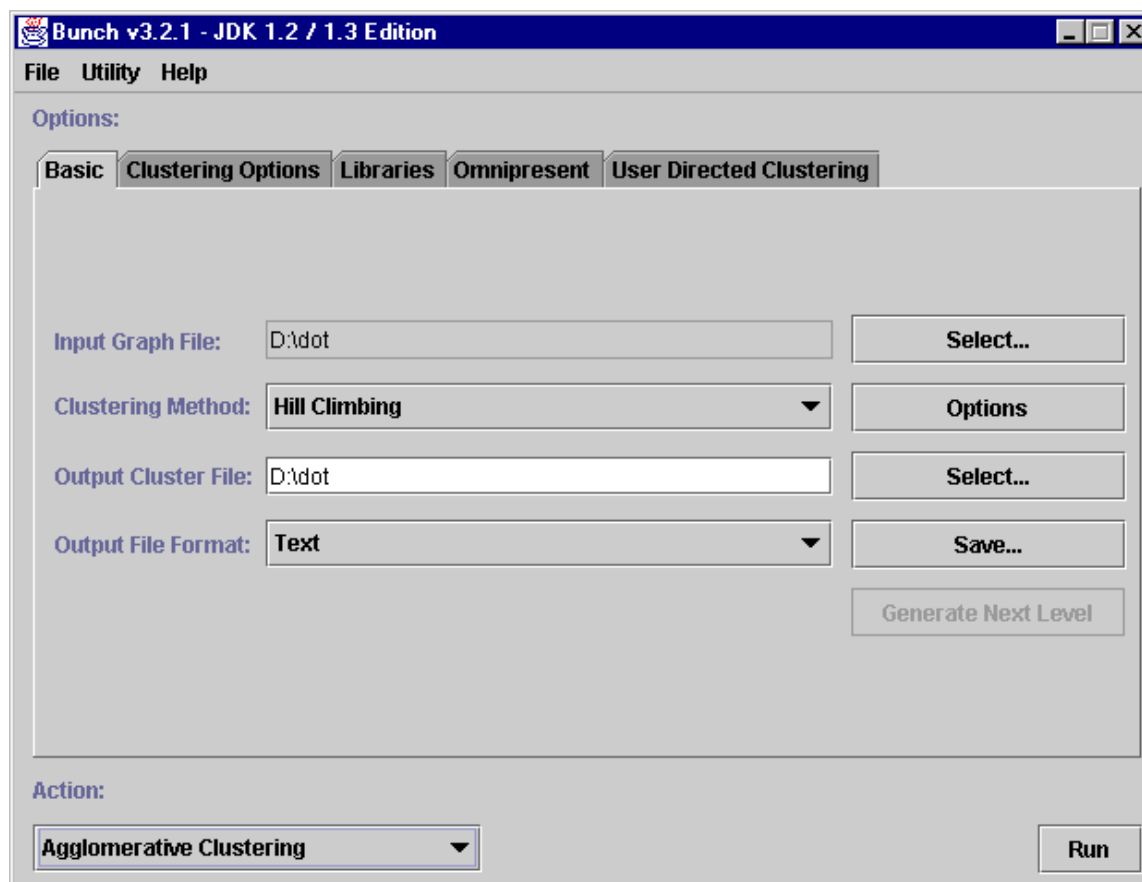 Bunch v3.2.1 - JDK 1.2 / 1.3 Edition
File Utility Help
Options:
Basic Clustering Options Libraries Omnipresent User Directed Clustering
Input Graph File: D:\dot Select...
Clustering Method: Hill Climbing Options
Output Cluster File: D:\dot Select...
Output File Format: Text Save...
Generate Next Level
Action:
Agglomerative Clustering Run